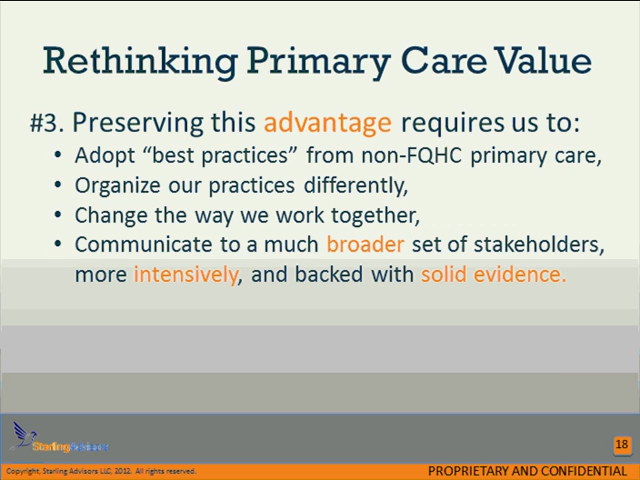 Rethinking Primary Care Value
#3. Preserving this advantage requires us to:
• Adopt “best practices” from non-FQHC primary care,
• Organize our practices differently,
• Change the way we work together,
• Communicate to a much broader set of stakeholders,
more intensively, and backed with solid evidence.
StarlingAdvisors
18
Copyright. Starling Advisors LLC, 2012. All rights reserved.
PROPRIETARY AND CONFIDENTIAL